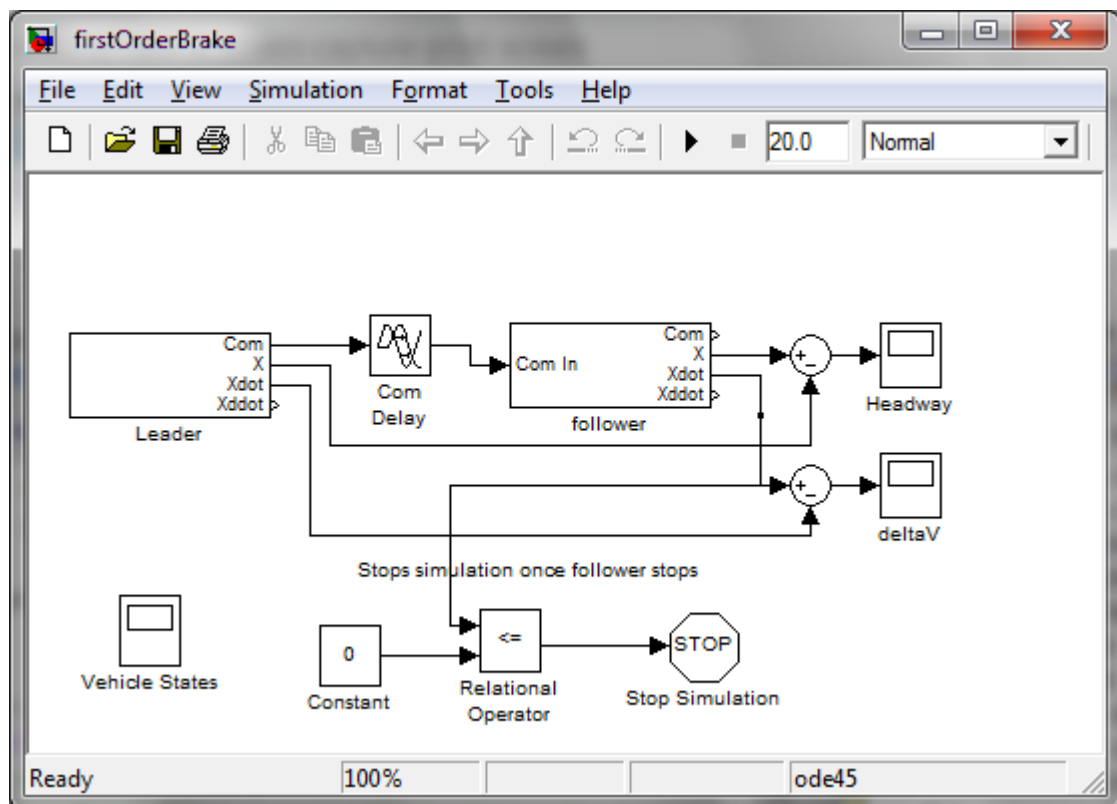 firstOrderBrake
File Edit View Simulation Format Tools Help
20.0 Normal
Com
X
Xdot
Xddot
Leader
Com
Delay
Com In
Com
X
Xdot
Xddot
follower
+
-
Headway
+
-
deltaV
Stops simulation once follower stops
Vehicle States
0
Constant
<=
Relational
Operator
STOP
Stop Simulation
Ready 100% ode45